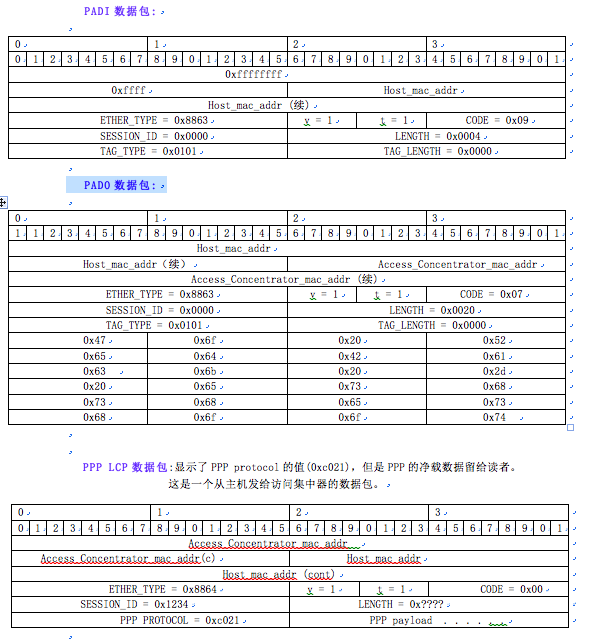 PADI 数据包:
0 1 2 3
0 1 2 3 4 5 6 7 8 9 0 1 2 3 4 5 6 7 8 9 0 1 2 3 4 5 6 7 8 9 0 1
0xffffffff
0xffff Host_mac_addr
Host_mac_addr (续)
ETHER_TYPE = 0x8863 v = 1 t = 1 CODE = 0x09
SESSION_ID = 0x0000 LENGTH = 0x0004
TAG_TYPE = 0x0101 TAG_LENGTH = 0x0000
PADO 数据包:
0 1 2 3
1 1 2 3 4 5 6 7 8 9 0 1 2 3 4 5 6 7 8 9 0 1 2 3 4 5 6 7 8 9 0 1
Host_mac_addr
Host_mac_addr（续） Access_Concentrator_mac_addr
Access_Concentrator_mac_addr (续)
ETHER_TYPE = 0x8863 v = 1 t = 1 CODE = 0x07
SESSION_ID = 0x0000 LENGTH = 0x0020
TAG_TYPE = 0x0101 TAG_LENGTH = 0x0000
0x47 0x6f 0x20 0x52
0x65 0x64 0x42 0x61
0x63 0x6b 0x20 0x2d
0x20 0x65 0x73 0x68
0x73 0x68 0x65 0x73
0x68 0x6f 0x6f 0x74
PPP LCP 数据包:显示了 PPP protocol 的值(0xc021)，但是 PPP 的净载数据留给读者。
这是一个从主机发给访问集中器的数据包。
0 1 2 3
0 1 2 3 4 5 6 7 8 9 0 1 2 3 4 5 6 7 8 9 0 1 2 3 4 5 6 7 8 9 0 1
Access_Concentrator_mac_addr
Access_Concentrator_mac_addr(c) Host_mac_addr
Host_mac_addr (cont)
ETHER_TYPE = 0x8864 v = 1 t = 1 CODE = 0x00
SESSION_ID = 0x1234 LENGTH = 0x????
PPP PROTOCOL = 0xc021 PPP payload . . . . ..